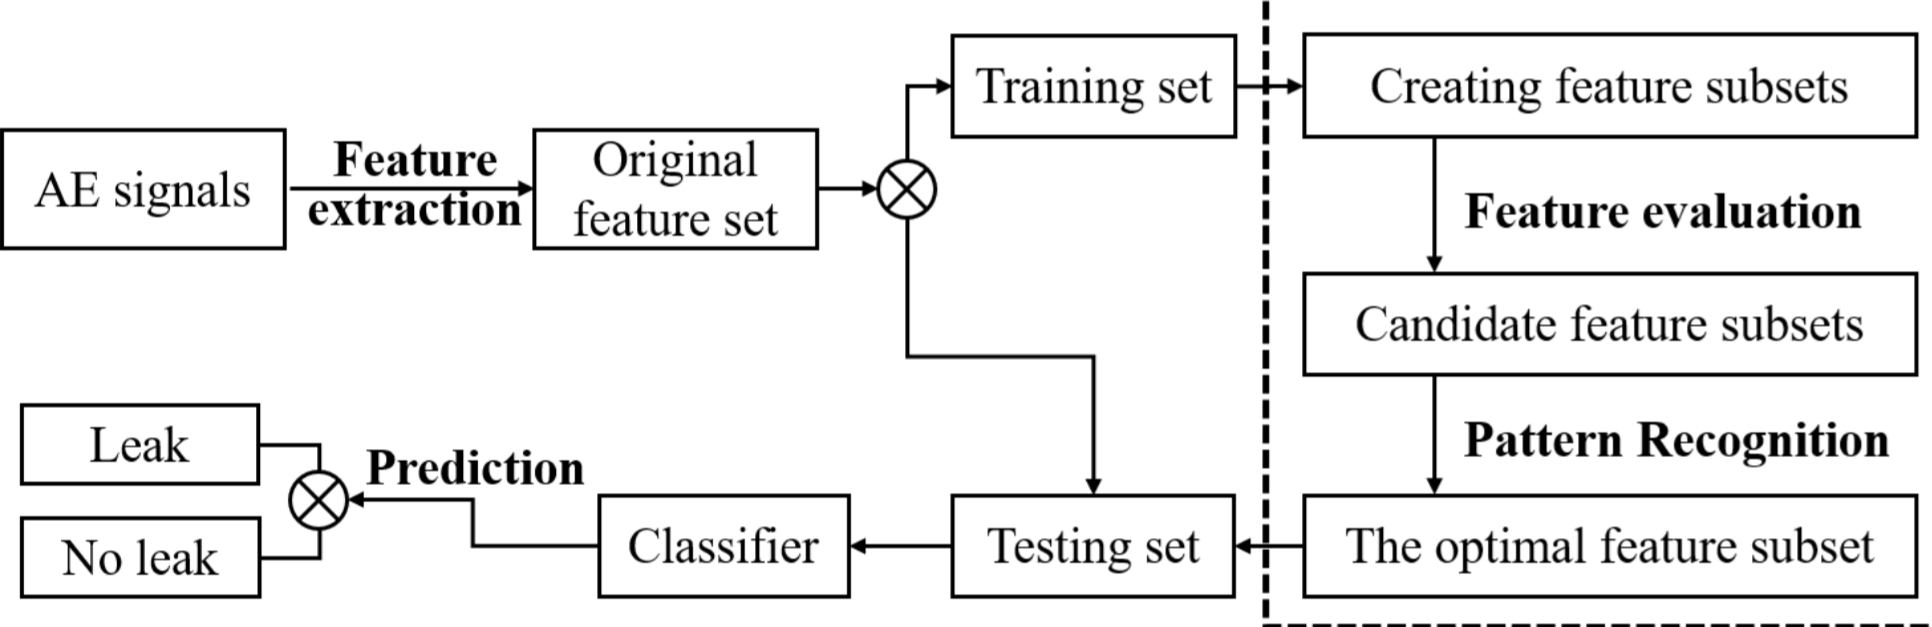 AE signals
Feature
extraction
Original
feature set
Training set
Creating feature subsets
Feature evaluation
Candidate feature subsets
Pattern Recognition
The optimal feature subset
Testing set
Classifier
Prediction
Leak
No leak